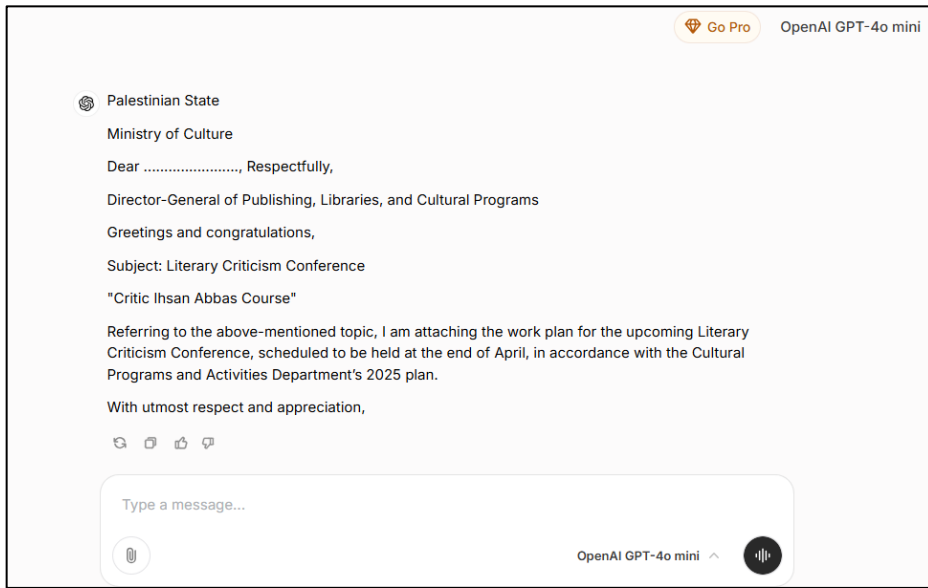 Go Pro OpenAI GPT-4o mini
Palestinian State
Ministry of Culture
Dear ......................., Respectfully,
Director-General of Publishing, Libraries, and Cultural Programs
Greetings and congratulations,
Subject: Literary Criticism Conference
"Critic Ihsan Abbas Course"
Referring to the above-mentioned topic, I am attaching the work plan for the upcoming Literary
Criticism Conference, scheduled to be held at the end of April, in accordance with the Cultural
Programs and Activities Department's 2025 plan.
With utmost respect and appreciation,
Type a message...
OpenAI GPT-4o mini